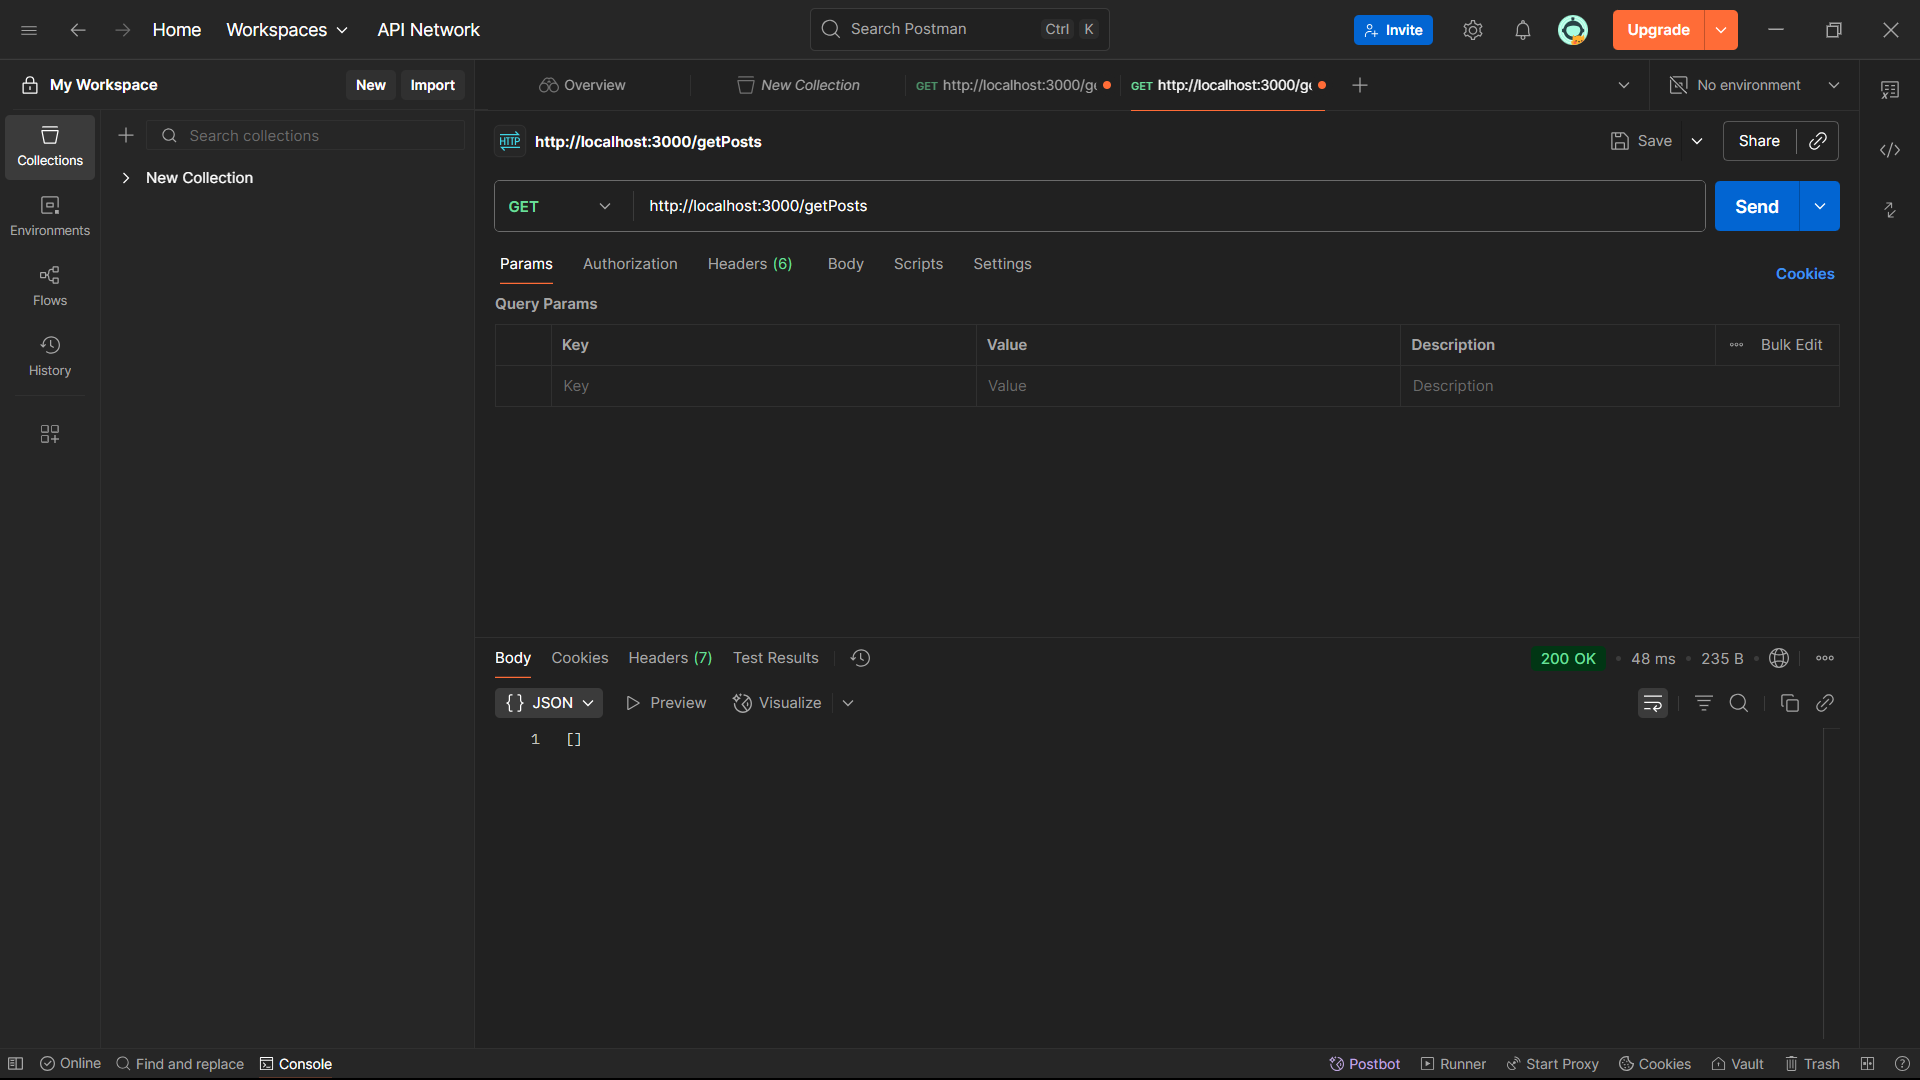 Home Workspaces API Network Search Postman Ctrl K Invite Upgrade
My Workspace New Import Overview New Collection GET http://localhost:3000/g GET http://localhost:3000/g No environment
Collections
Search collections
HTTP http://localhost:3000/getPosts Save Share
New Collection
Environments
GET http://localhost:3000/getPosts Send
Flows
Params Authorization Headers (6) Body Scripts Settings Cookies
Query Params
History
Key Value Description Bulk Edit
Key Value Description
Body Cookies Headers (7) Test Results 200 OK • 48 ms • 235 B •
{} JSON Preview Visualize
1 []
Online Find and replace Console Postbot Runner Start Proxy Cookies Vault Trash